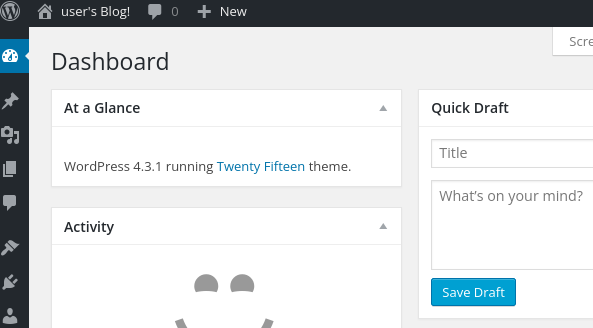 user's Blog! 0 New
Scre
Dashboard
At a Glance
Quick Draft
WordPress 4.3.1 running Twenty Fifteen theme.
Title
What's on your mind?
Activity
Save Draft